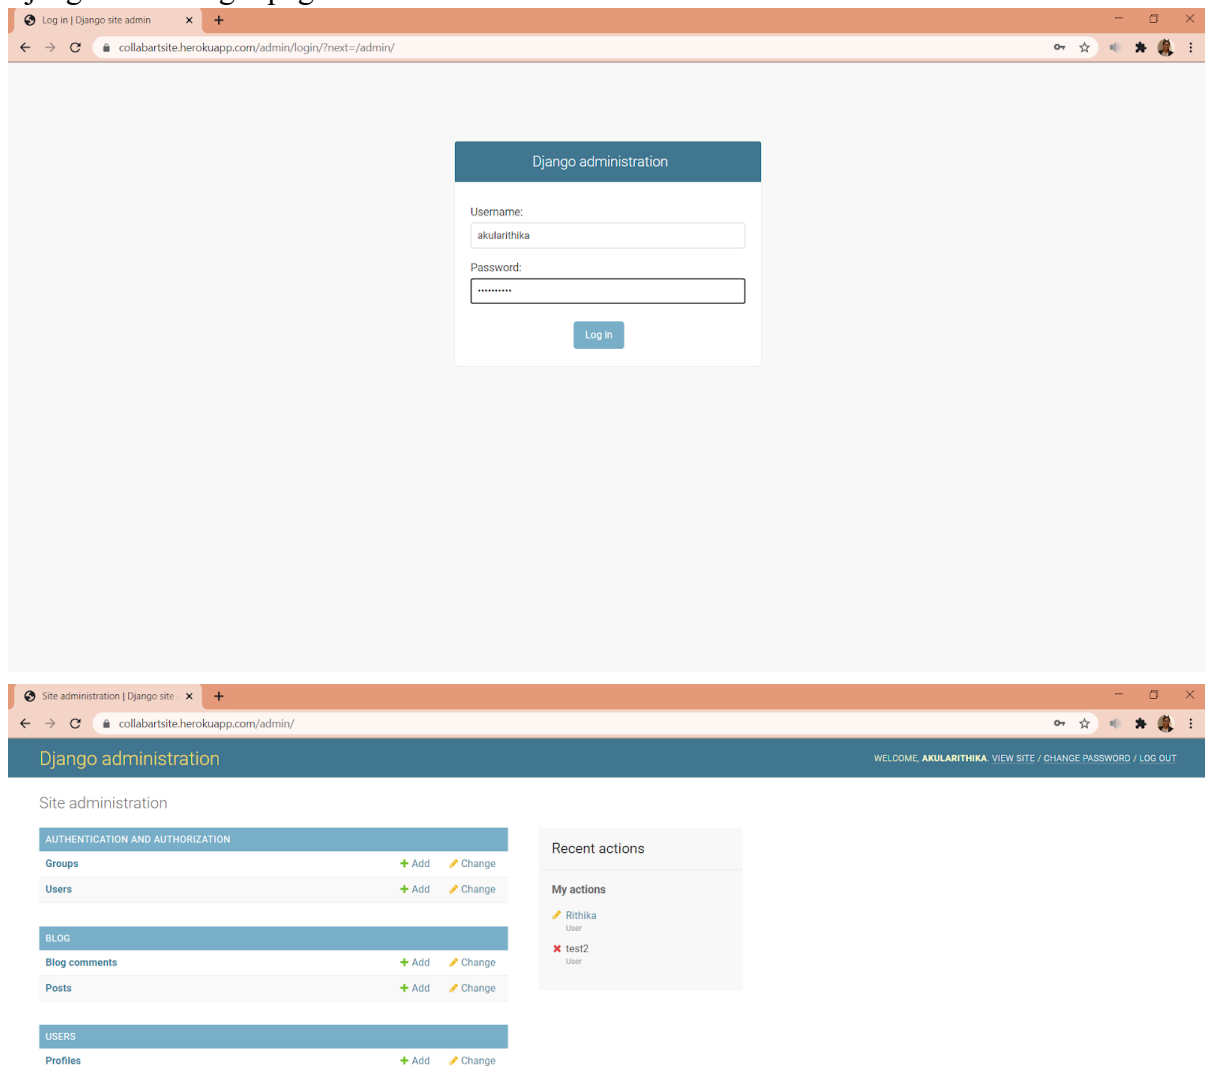 Log in | Django site admin
collabartsite.herokuapp.com/admin/login/?next=/admin/
Django administration
Username:
akularithika
Password:
••••••••••
Log in
Site administration | Django site
collabartsite.herokuapp.com/admin/
Django administration
WELCOME, AKULARITHIKA. VIEW SITE / CHANGE PASSWORD / LOG OUT
Site administration
AUTHENTICATION AND AUTHORIZATION
Groups + Add Change
Users + Add Change
BLOG
Blog comments + Add Change
Posts + Add Change
USERS
Profiles + Add Change
Recent actions
My actions
Rithika
User
test2
User